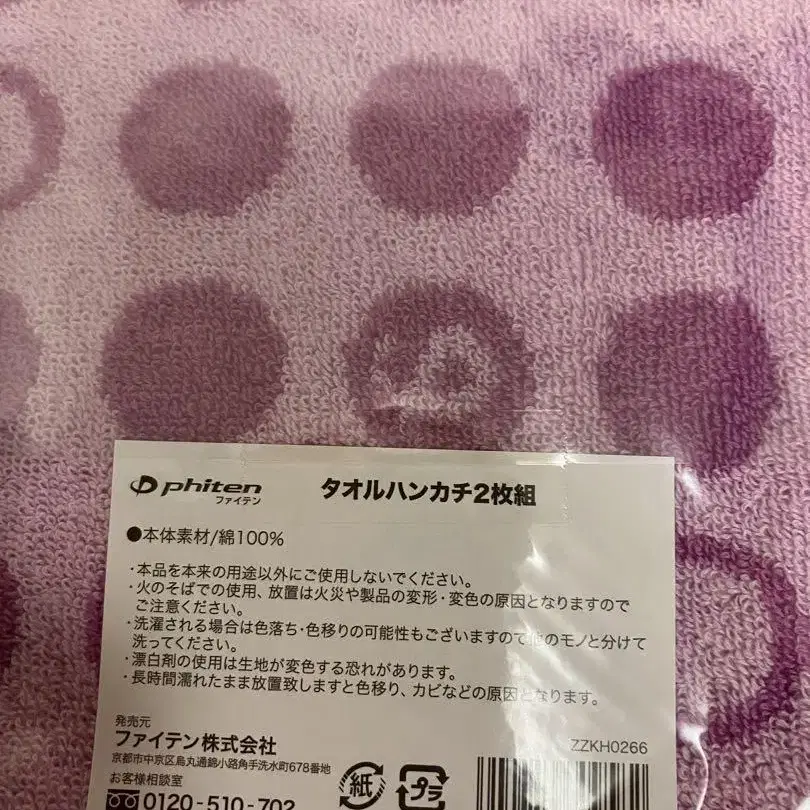 phiten
ファイテン
タオルハンカチ2枚組
●本体素材/綿100%
・本品を本来の用途以外にご使用しないでください。
・火のそばでの使用、放置は火災や製品の変形・変色の原因となりますので
ご注意ください。
・洗濯される場合は色落ち・色移りの可能性もございますので他のモノと分けて
洗ってください。
・漂白剤の使用は生地が変色する恐れがあります。
・長時間濡れたまま放置致しますと色移り、カビなどの原因となります。
発売元
ファイテン株式会社
ZZKH0266
京都市中京区烏丸通錦小路角手洗水町678番地
お客様相談室
0120-510-702
紙
プラ